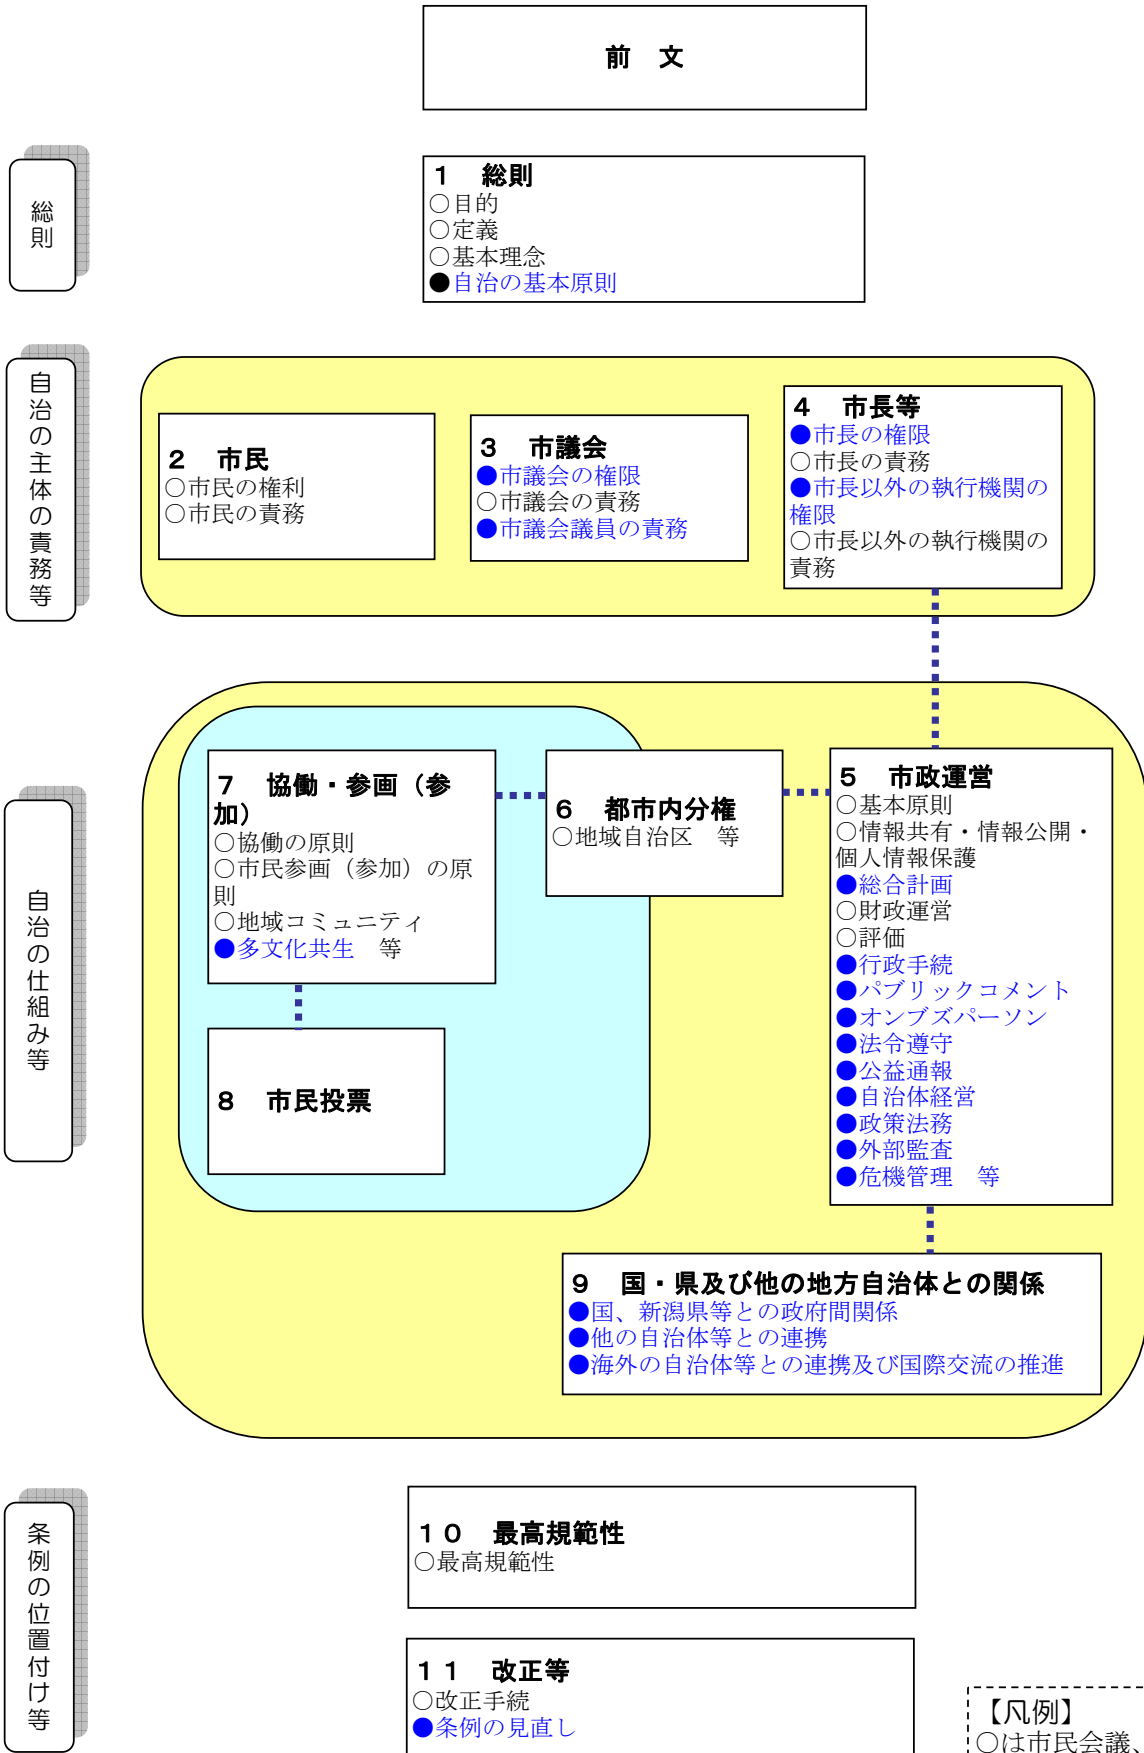 前　文
総則
１　総則
○目的
○定義
○基本理念
●自治の基本原則
自治の主体の責務等
２　市民
○市民の権利
○市民の責務
３　市議会
●市議会の権限
○市議会の責務
●市議会議員の責務
４　市長等
●市長の権限
○市長の責務
●市長以外の執行機関の
権限
○市長以外の執行機関の
責務
自治の仕組み等
７　協働・参画（参
加）
○協働の原則
○市民参画（参加）の原
則
○地域コミュニティ
●多文化共生　等
６　都市内分権
○地域自治区　等
５　市政運営
○基本原則
○情報共有・情報公開・
個人情報保護
●総合計画
○財政運営
○評価
●行政手続
●パブリックコメント
●オンブズパーソン
●法令遵守
●公益通報
●自治体経営
●政策法務
●外部監査
●危機管理　等
８　市民投票
９　国・県及び他の地方自治体との関係
●国、新潟県等との政府間関係
●他の自治体等との連携
●海外の自治体等との連携及び国際交流の推進
条例の位置付け等
１０　最高規範性
○最高規範性
１１　改正等
○改正手続
●条例の見直し
【凡例】
○は市民会議、